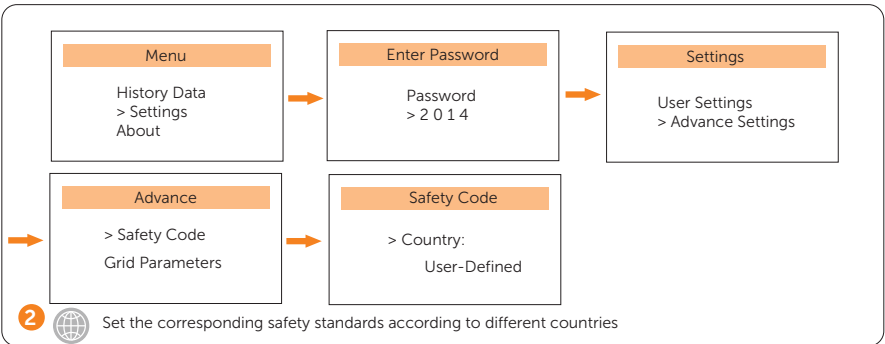 Menu
History Data
> Settings
About
Enter Password
Password
> 2 0 1 4
Settings
User Settings
> Advance Settings
Advance
> Safety Code
Grid Parameters
Safety Code
> Country:
User-Defined
2 Set the corresponding safety standards according to different countries